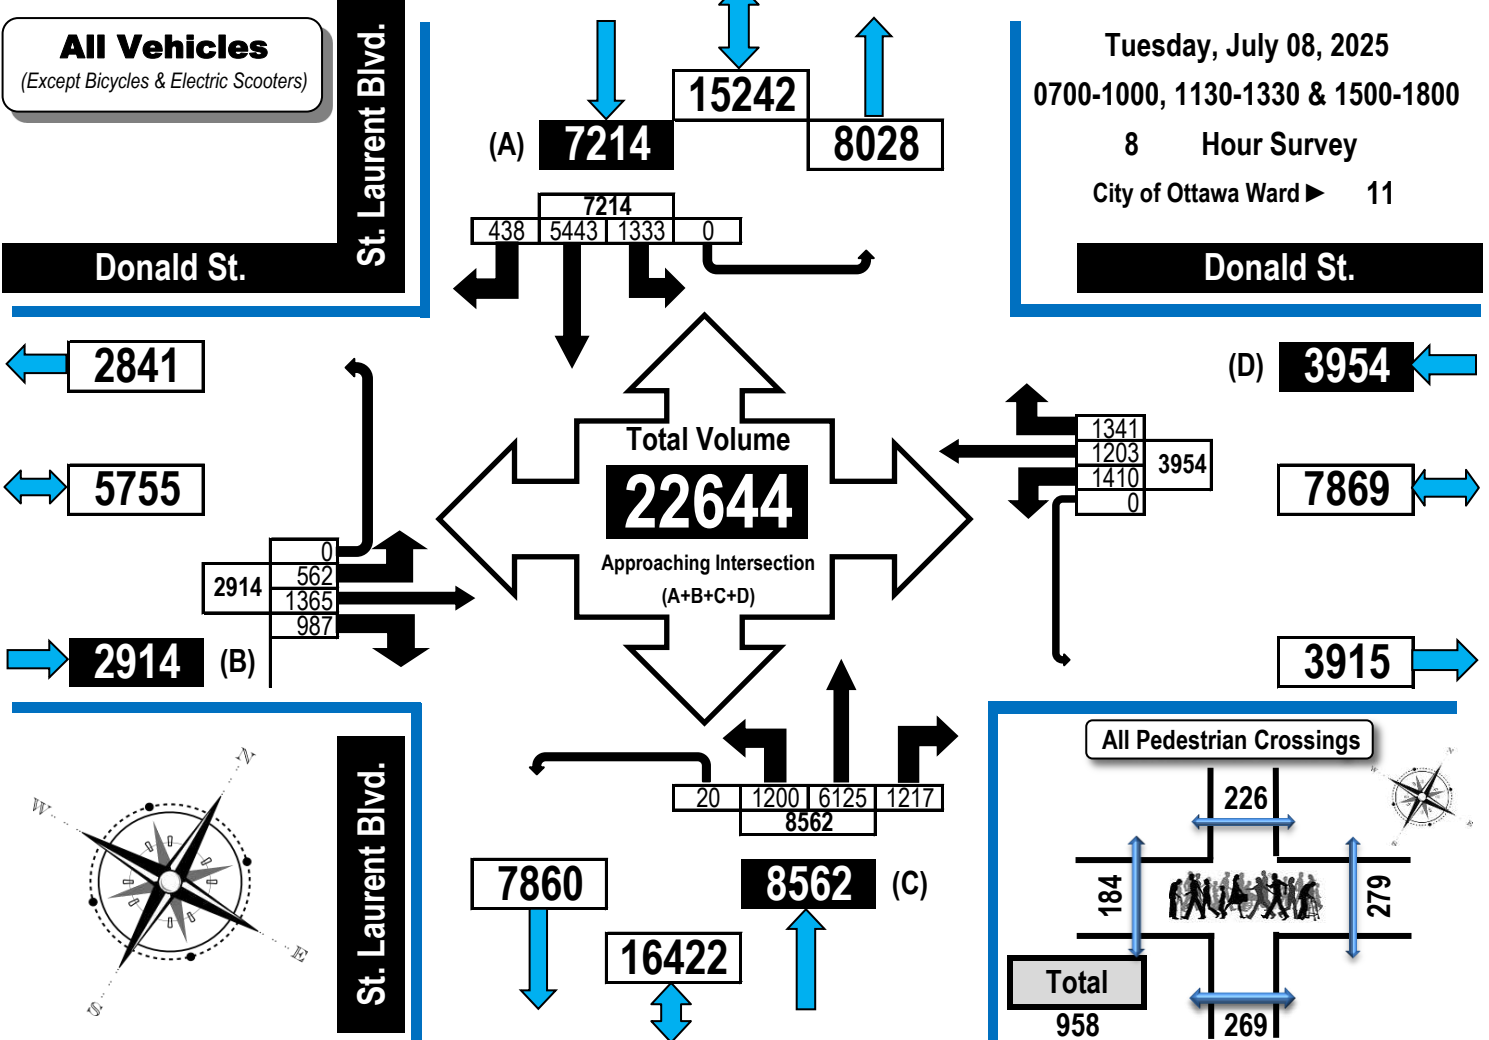 All Vehicles
(Except Bicycles & Electric Scooters)
St. Laurent Blvd.
Donald St.
15242
(A) 7214
8028
7214
438 5443 1333 0
Tuesday, July 08, 2025
0700-1000, 1130-1330 & 1500-1800
8 Hour Survey
City of Ottawa Ward ► 11
Donald St.
2841
5755
0
562
1365
987
2914
2914 (B)
Total Volume
22644
Approaching Intersection
(A+B+C+D)
(D) 3954
1341
1203
1410
0
3954
7869
3915
N
W
E
S
St. Laurent Blvd.
20 1200 6125 1217
8562
7860
8562 (C)
16422
All Pedestrian Crossings
N
W
E
S
226
184
279
269
Total
958